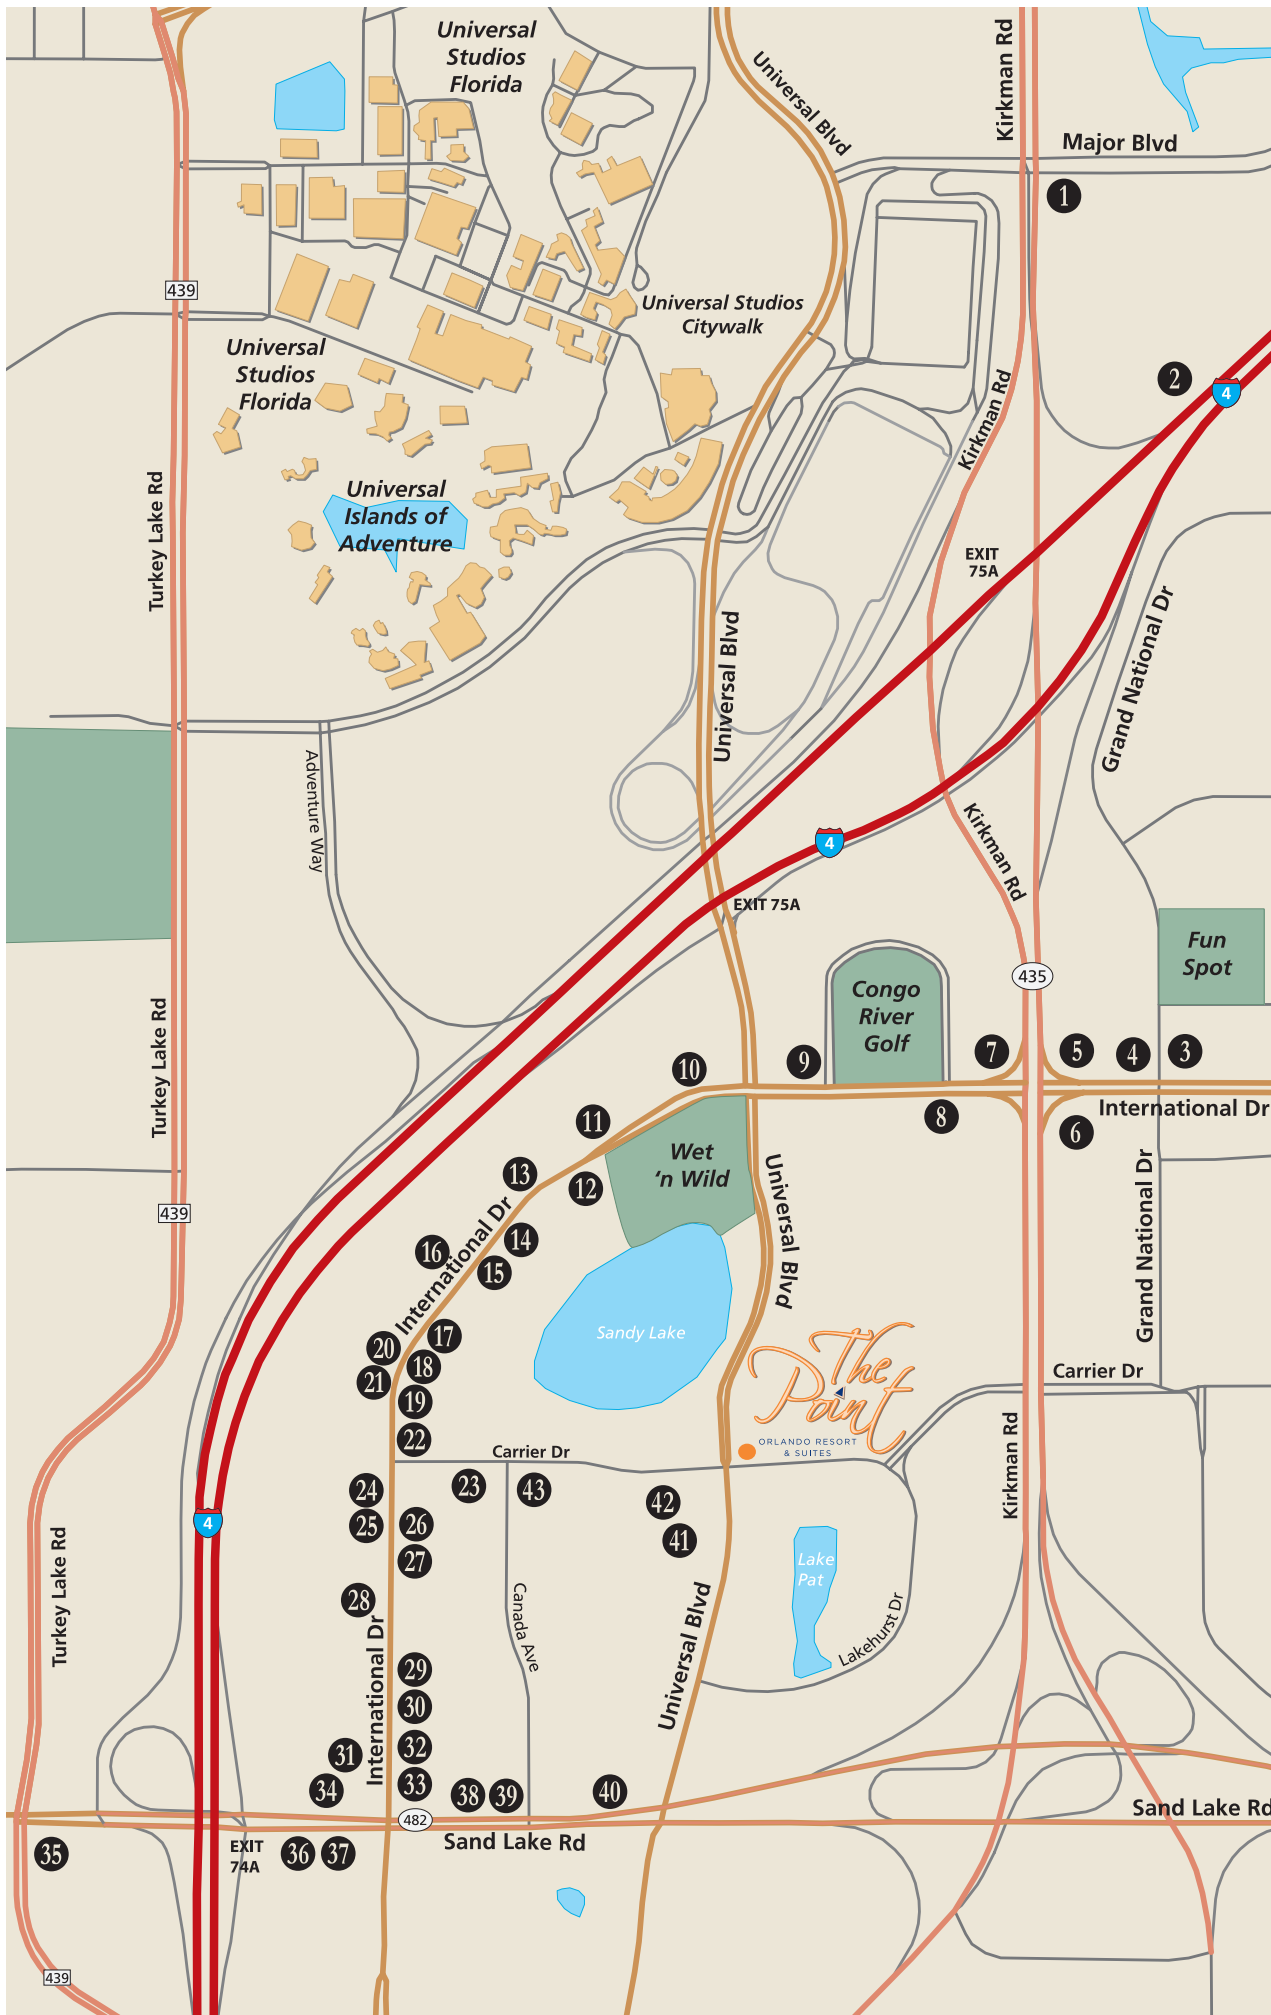 Universal
Studios
Florida
Universal Blvd
Kirkman Rd
Major Blvd
1
439
Universal Studios
Citywalk
Universal
Studios
Florida
2
4
Kirkman Rd
Turkey Lake Rd
Universal
Islands of
Adventure
EXIT
75A
Grand National Dr
Universal Blvd
Adventure Way
4
Kirkman Rd
EXIT 75A
Fun
Spot
435
Congo
River
Golf
Turkey Lake Rd
10
9
7
5
4
3
International Dr
8
6
11
Wet
'n Wild
12
13
Universal Blvd
Grand National Dr
439
International Dr
14
16
15
Sandy Lake
17
20
18
21
19
The
Point
ORLANDO RESORT
& SUITES
Carrier Dr
Kirkman Rd
22
Carrier Dr
23
43
24
42
4
25
26
41
27
Turkey Lake Rd
Lake
Pat
28
Canada Ave
Universal Blvd
Lakehurst Dr
International Dr
29
30
31
32
33
34
38
39
40
482
Sand Lake Rd
Sand Lake Rd
35
EXIT
74A
36
37
439